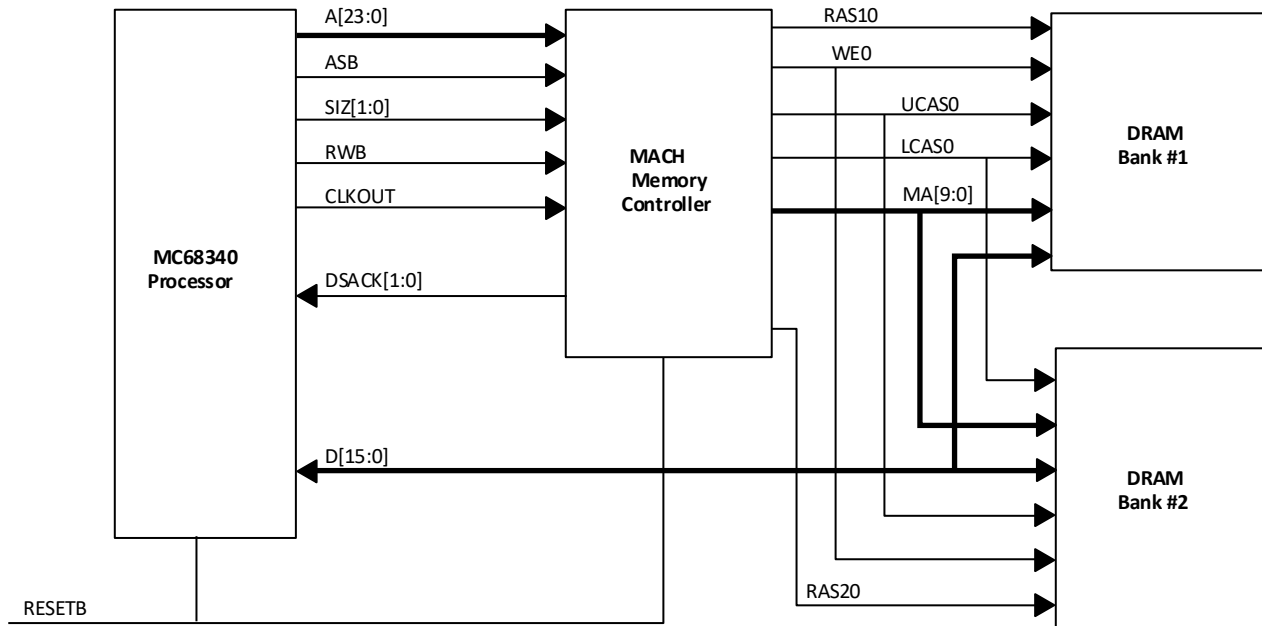 A[23:0]
ASB
SIZ[1:0]
RWB
CLKOUT
DSACK[1:0]
D[15:0]
RESETB
MC68340
Processor
MACH
Memory
Controller
RAS10
WE0
UCAS0
LCAS0
MA[9:0]
RAS20
DRAM
Bank #1
DRAM
Bank #2